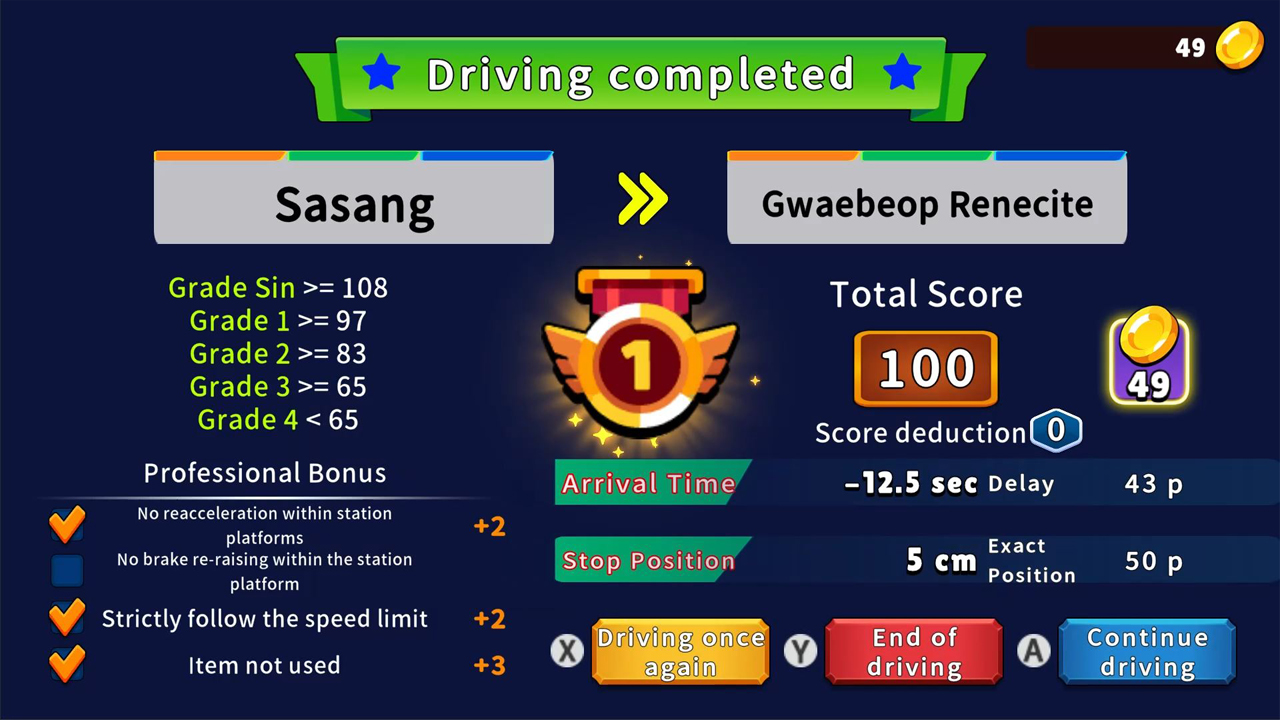 49
Driving completed
Sasang
Gwaebeop Renecite
Grade Sin >= 108
Grade 1 >= 97
Grade 2 >= 83
Grade 3 >= 65
Grade 4 < 65
1
Total Score
100
49
Score deduction 0
Professional Bonus
No reacceleration within station
platforms
+2
No brake re-raising within the station
platform
Strictly follow the speed limit +2
Item not used +3
Arrival Time -12.5 sec Delay 43 p
Stop Position 5 cm Exact
Position 50 p
X Driving once
again
Y End of
driving
A Continue
driving